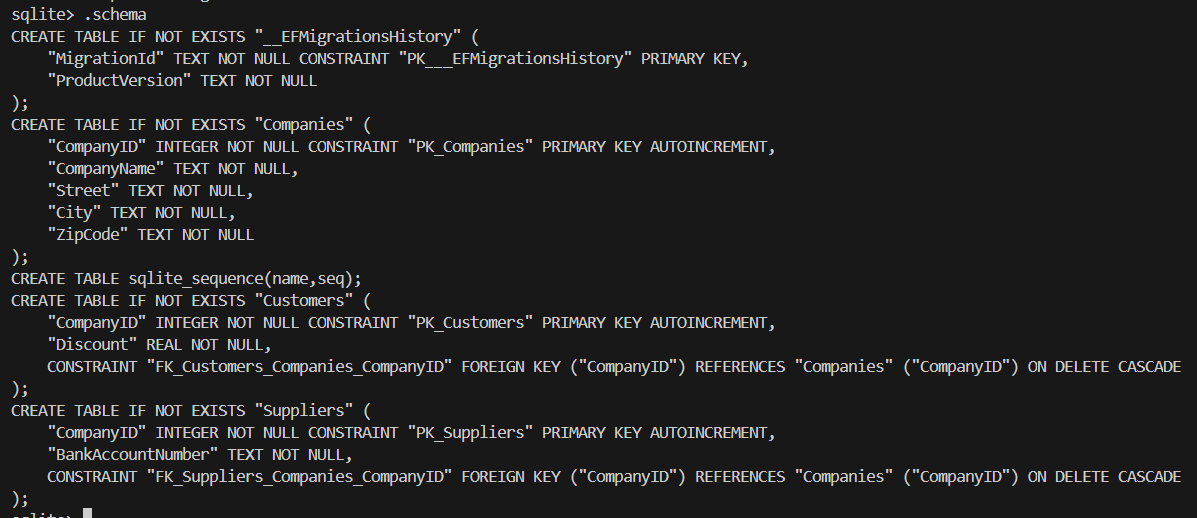 sqlite> .schema
CREATE TABLE IF NOT EXISTS "__EFMigrationsHistory" (
    "MigrationId" TEXT NOT NULL CONSTRAINT "PK___EFMigrationsHistory" PRIMARY KEY,
    "ProductVersion" TEXT NOT NULL
);
CREATE TABLE IF NOT EXISTS "Companies" (
    "CompanyID" INTEGER NOT NULL CONSTRAINT "PK_Companies" PRIMARY KEY AUTOINCREMENT,
    "CompanyName" TEXT NOT NULL,
    "Street" TEXT NOT NULL,
    "City" TEXT NOT NULL,
    "ZipCode" TEXT NOT NULL
);
CREATE TABLE sqlite_sequence(name,seq);
CREATE TABLE IF NOT EXISTS "Customers" (
    "CompanyID" INTEGER NOT NULL CONSTRAINT "PK_Customers" PRIMARY KEY AUTOINCREMENT,
    "Discount" REAL NOT NULL,
    CONSTRAINT "FK_Customers_Companies_CompanyID" FOREIGN KEY ("CompanyID") REFERENCES "Companies" ("CompanyID") ON DELETE CASCADE
);
CREATE TABLE IF NOT EXISTS "Suppliers" (
    "CompanyID" INTEGER NOT NULL CONSTRAINT "PK_Suppliers" PRIMARY KEY AUTOINCREMENT,
    "BankAccountNumber" TEXT NOT NULL,
    CONSTRAINT "FK_Suppliers_Companies_CompanyID" FOREIGN KEY ("CompanyID") REFERENCES "Companies" ("CompanyID") ON DELETE CASCADE
);
sqlite>